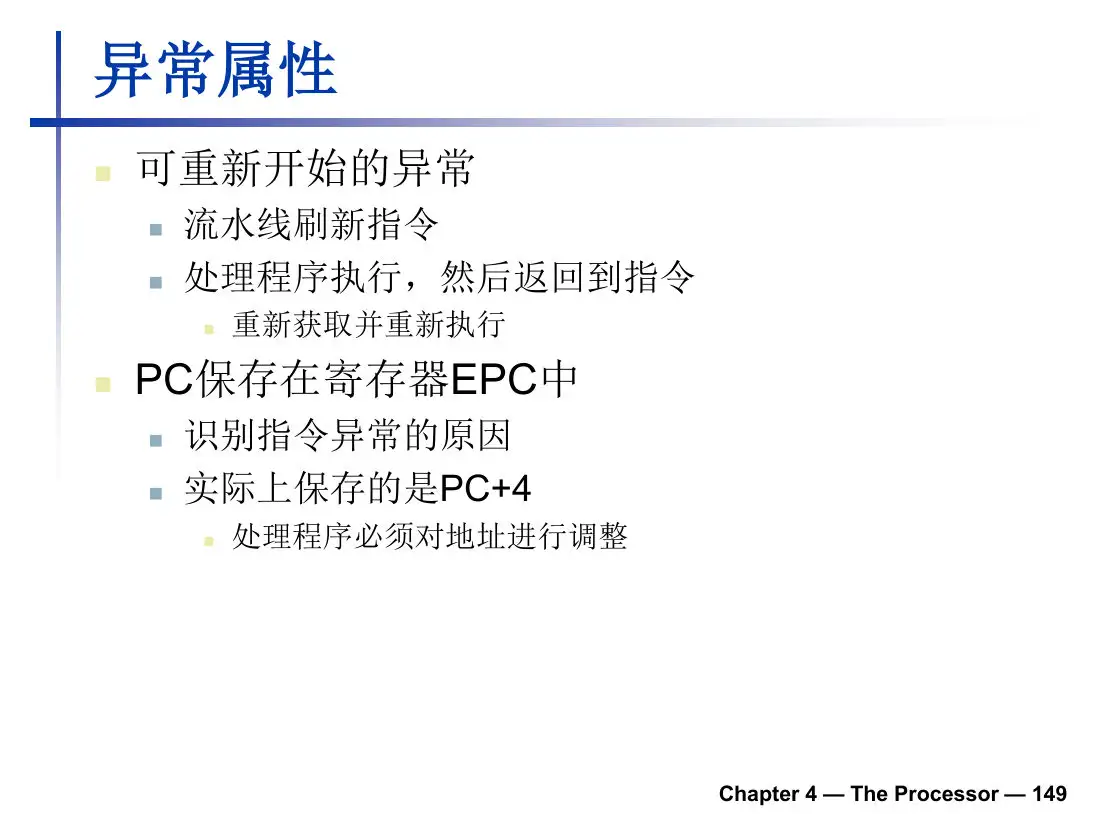 异常属性
可重新开始的异常
流水线刷新指令
处理程序执行，然后返回到指令
重新获取并重新执行
PC保存在寄存器EPC中
识别指令异常的原因
实际上保存的是PC+4
处理程序必须对地址进行调整
Chapter 4 — The Processor — 149